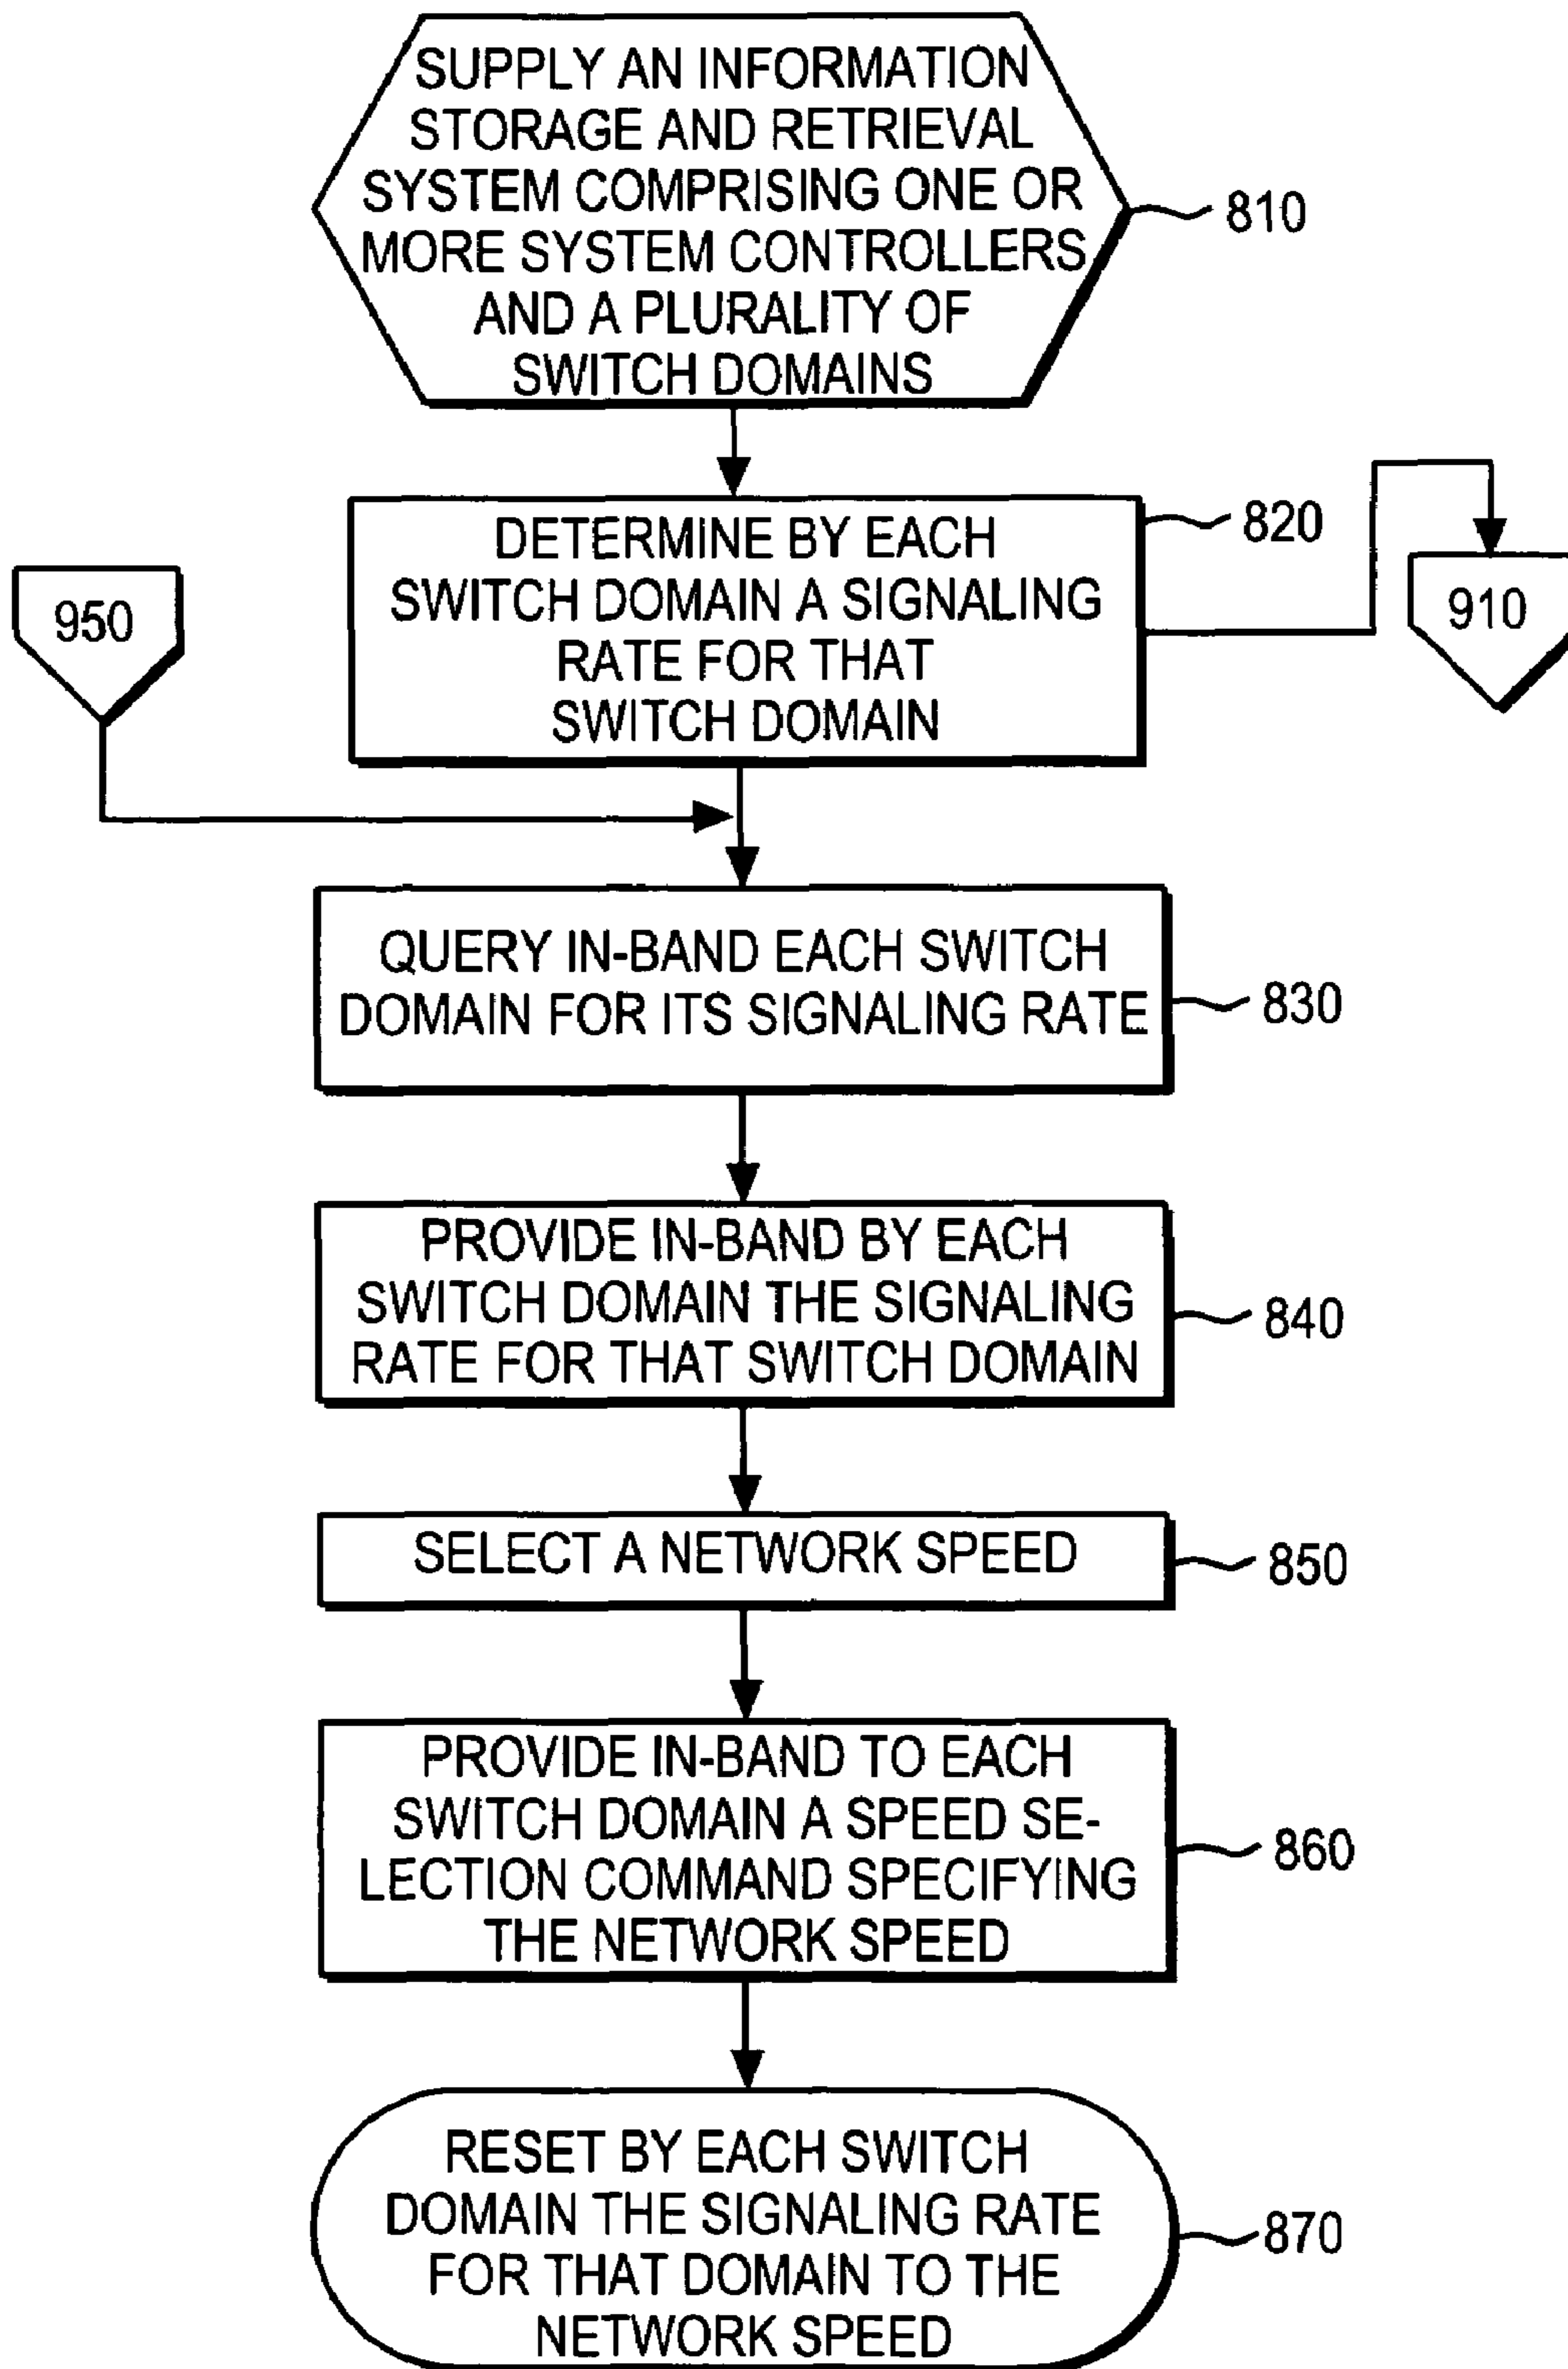 SUPPLY AN INFORMATION
STORAGE AND RETRIEVAL
SYSTEM COMPRISING ONE OR
MORE SYSTEM CONTROLLERS
AND A PLURALITY OF
SWITCH DOMAINS
810
DETERMINE BY EACH
SWITCH DOMAIN A SIGNALING
RATE FOR THAT
SWITCH DOMAIN
820
950
910
QUERY IN-BAND EACH SWITCH
DOMAIN FOR ITS SIGNALING RATE
830
PROVIDE IN-BAND BY EACH
SWITCH DOMAIN THE SIGNALING
RATE FOR THAT SWITCH DOMAIN
840
SELECT A NETWORK SPEED
850
PROVIDE IN-BAND TO EACH
SWITCH DOMAIN A SPEED SE-
LECTION COMMAND SPECIFYING
THE NETWORK SPEED
860
RESET BY EACH SWITCH
DOMAIN THE SIGNALING RATE
FOR THAT DOMAIN TO THE
NETWORK SPEED
870